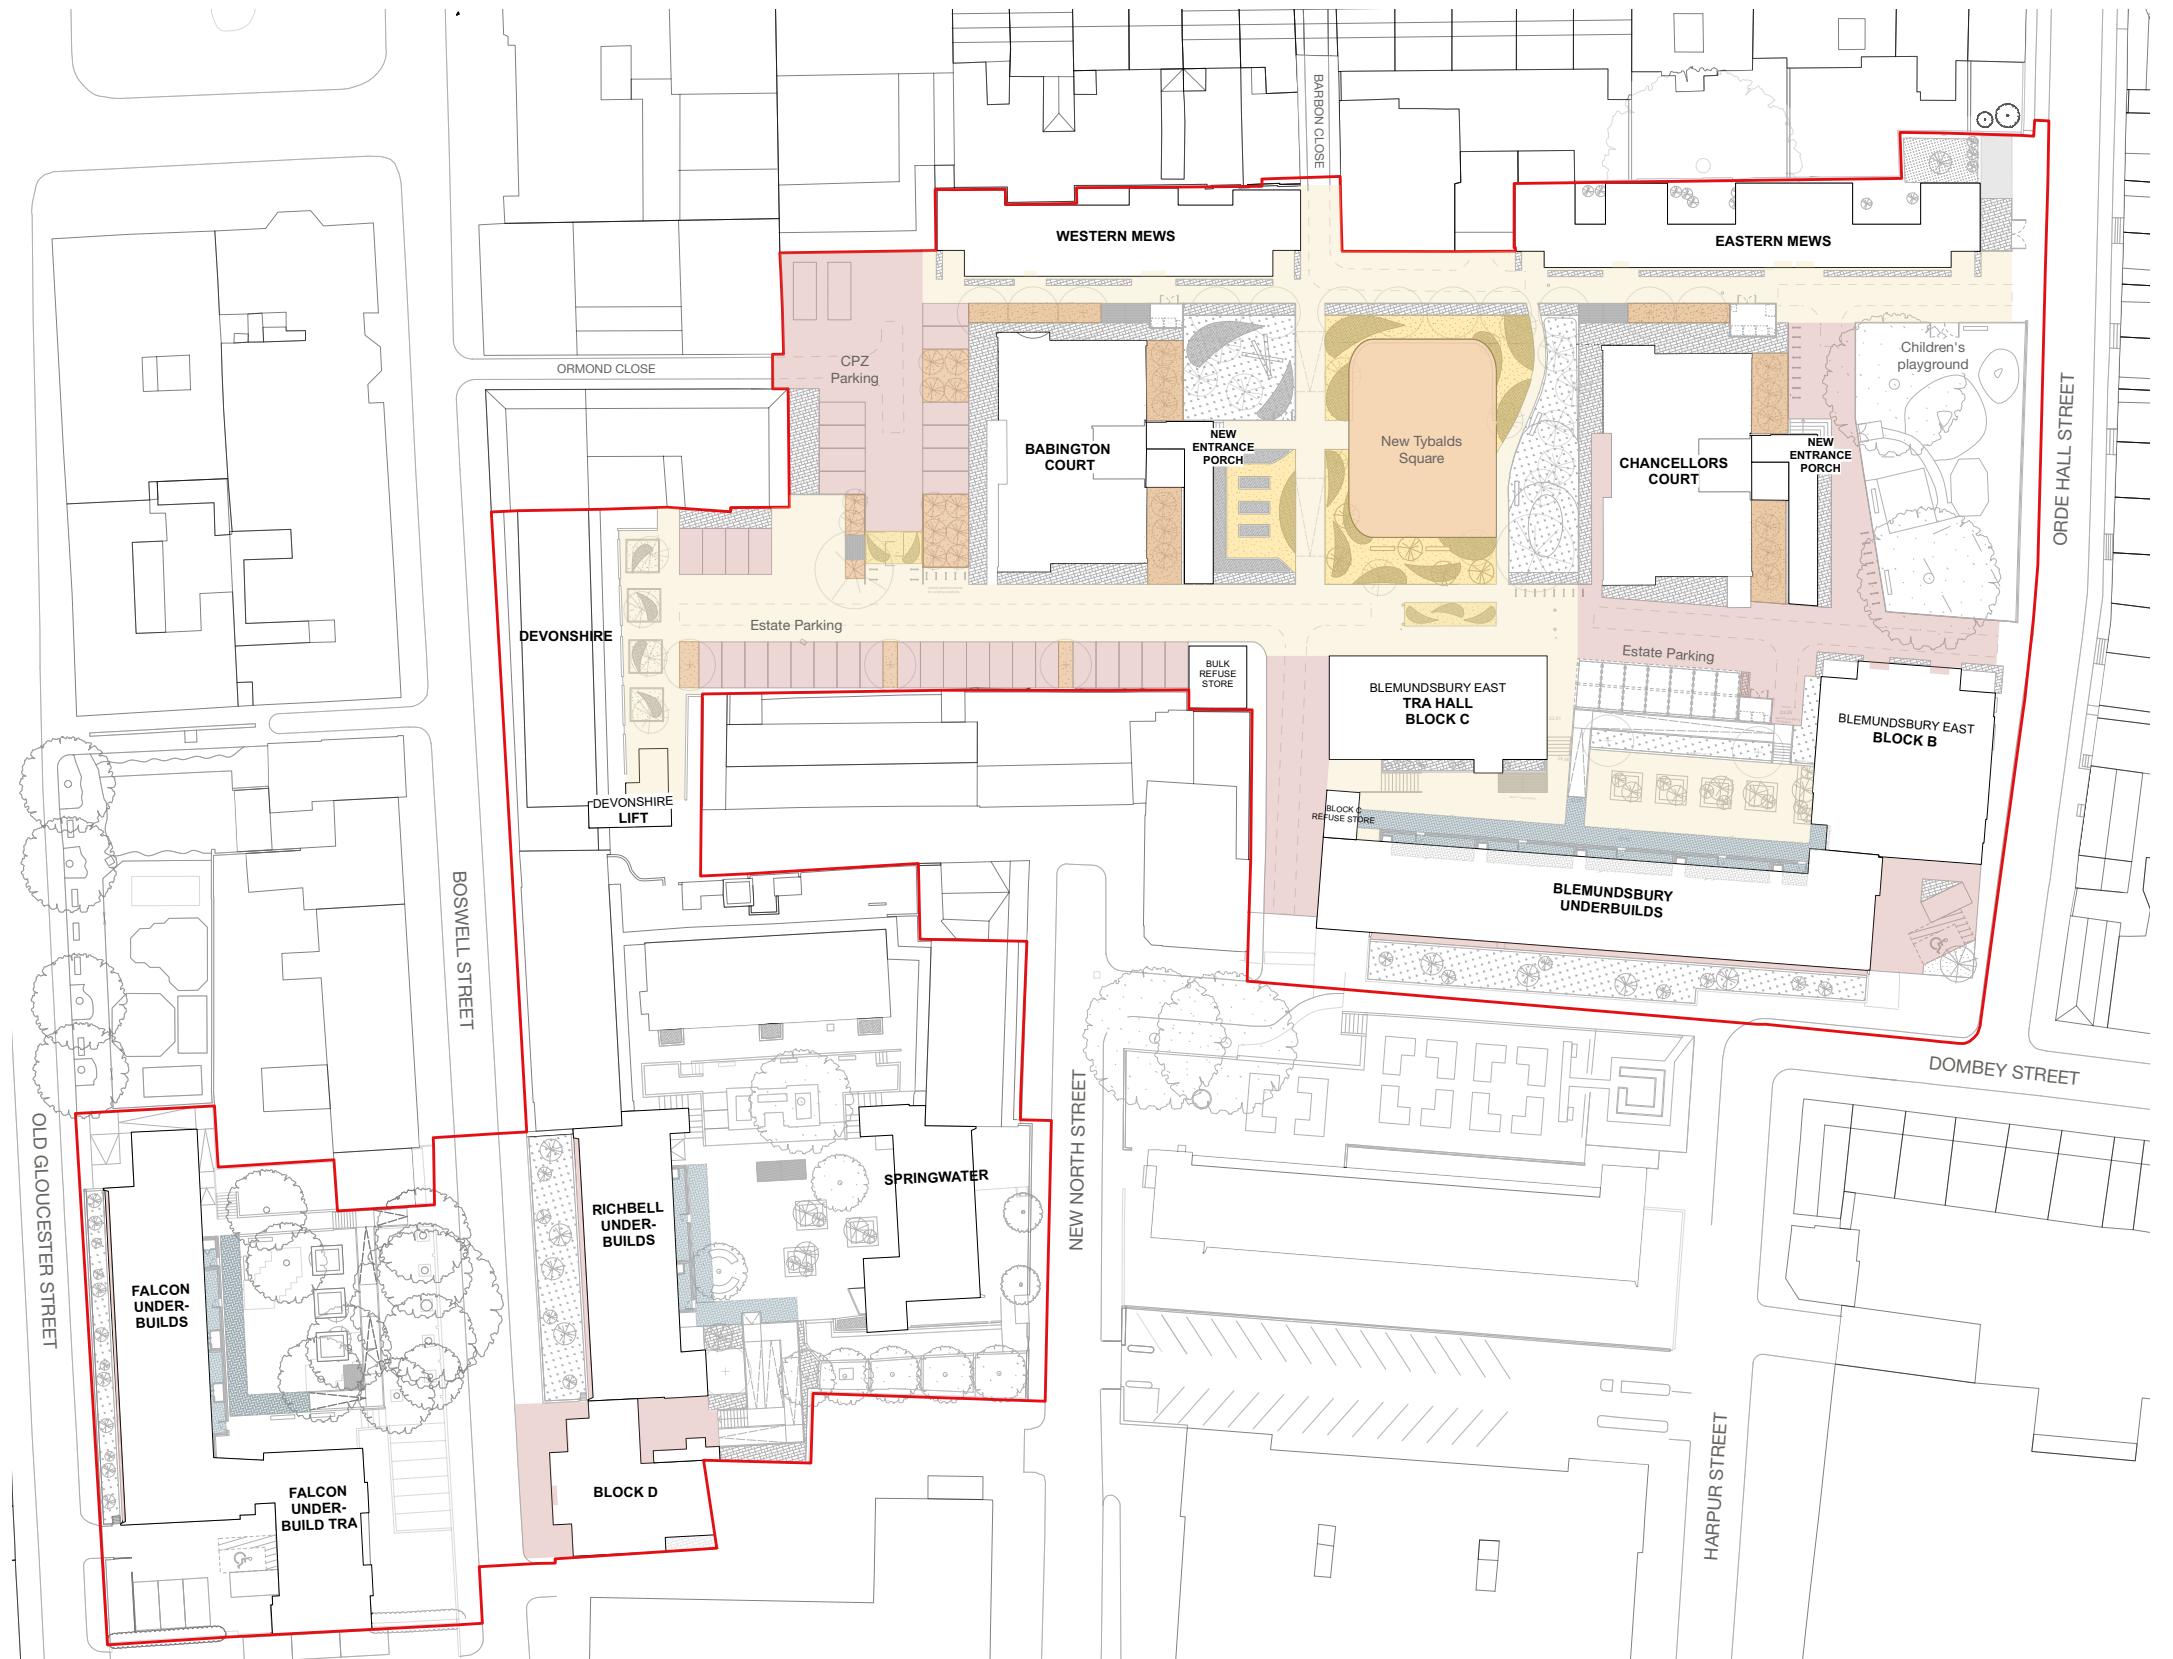 BARBON CLOSE
WESTERN MEWS
EASTERN MEWS
ORMOND CLOSE
CPZ
Parking
BABINGTON
COURT
NEW
ENTRANCE
PORCH
New Tybalds
Square
CHANCELLORS
COURT
NEW
ENTRANCE
PORCH
Children's
playground
ORDE HALL STREET
DEVONSHIRE
Estate Parking
BULK
REFUSE
STORE
BLEMUNDSBURY EAST
TRA HALL
BLOCK C
Estate Parking
BLEMUNDSBURY EAST
BLOCK B
DEVONSHIRE
LIFT
BLOCK C
REFUSE STORE
BLEMUNDSBURY
UNDERBUILDS
BOSWELL STREET
OLD GLOUCESTER STREET
NEW NORTH STREET
DOMBEY STREET
HARPUR STREET
SPRINGWATER
RICHBELL
UNDER-
BUILDS
FALCON
UNDER-
BUILDS
FALCON
UNDER-
BUILD TRA
BLOCK D